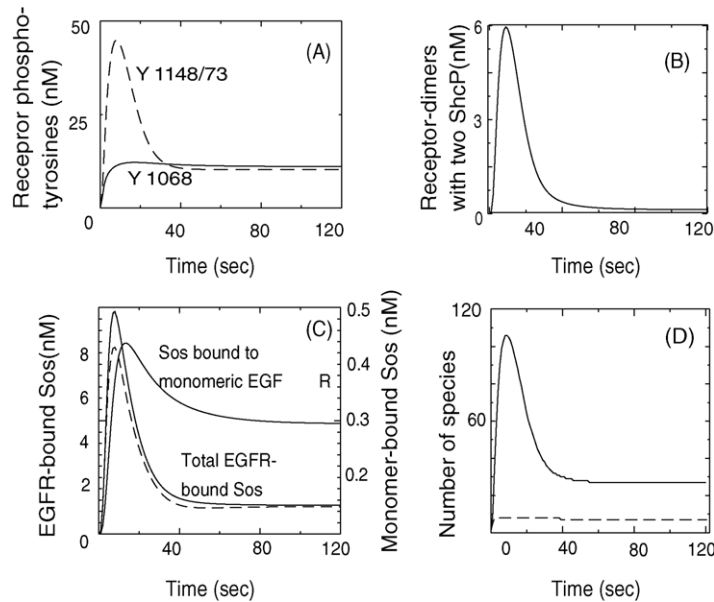 Recepror phospho-
tyrosines (nM)
50
25
0
(A)
Y 1148/73
Y 1068
40
80
120
Time (sec)
Receptor-dimers
with two ShcP(nM)
6
3
0
(B)
40
80
120
Time (sec)
EGFR-bound Sos(nM)
8
6
4
2
0
(C)
Sos bound to
monomeric EGF R
Total EGFR-
bound Sos
0.5
0.4
0.3
0.2
Monomer-bound Sos (nM)
40
80
120
Time (sec)
Number of species
120
60
(D)
0
40
80
120
Time (sec)